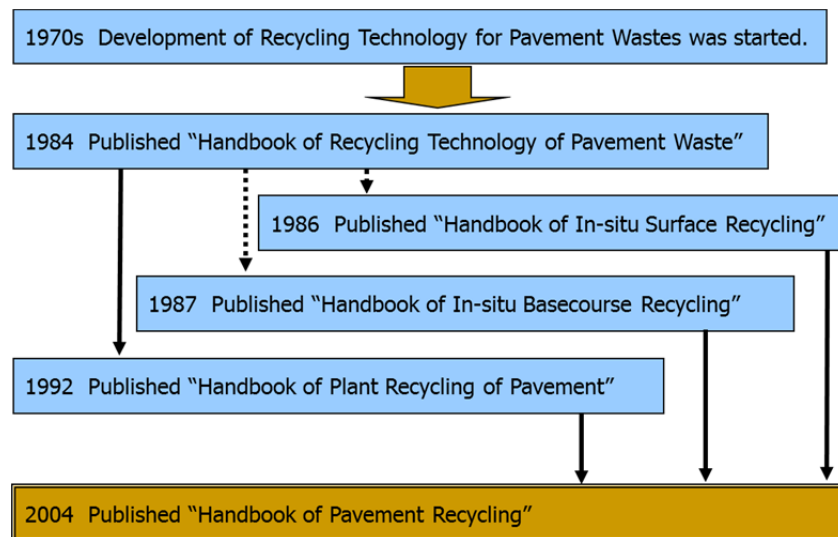 1970s  Development of Recycling Technology for Pavement Wastes was started.
1984  Published “Handbook of Recycling Technology of Pavement Waste”
1986  Published “Handbook of In-situ Surface Recycling”
1987  Published “Handbook of In-situ Basecourse Recycling”
1992  Published “Handbook of Plant Recycling of Pavement”
2004  Published “Handbook of Pavement Recycling”